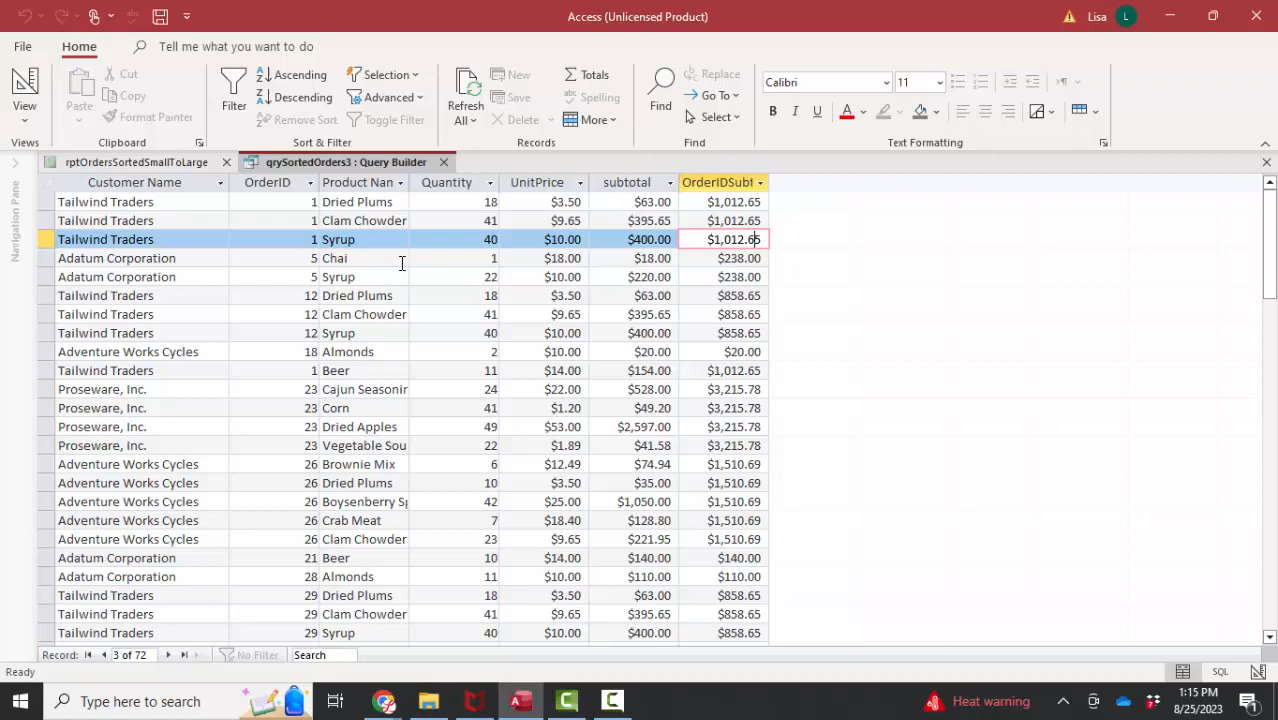 Access (Unlicensed Product)
Lisa
L
File
Home
Tell me what you want to do
View
Views
Paste
Cut
Copy
Format Painter
Clipboard
Filter
Ascending
Descending
Remove Sort
Selection
Advanced
Toggle Filter
Sort & Filter
Refresh
All
New
Save
Delete
Totals
Spelling
More
Records
Find
Replace
Go To
Select
Find
Calibri
11
B I U A
Text Formatting
rptOrdersSortedSmallToLarge
qrySortedOrders3 : Query Builder
Navigation Pane
Customer Name OrderID Product Nan Quantity UnitPrice subtotal OrderIDSubt
Tailwind Traders 1 Dried Plums 18 $3.50 $63.00 $1,012.65
Tailwind Traders 1 Clam Chowder 41 $9.65 $395.65 $1,012.65
Tailwind Traders 1 Syrup 40 $10.00 $400.00 $1,012.65
Adatum Corporation 5 Chai 1 $18.00 $18.00 $238.00
Adatum Corporation 5 Syrup 22 $10.00 $220.00 $238.00
Tailwind Traders 12 Dried Plums 18 $3.50 $63.00 $858.65
Tailwind Traders 12 Clam Chowder 41 $9.65 $395.65 $858.65
Tailwind Traders 12 Syrup 40 $10.00 $400.00 $858.65
Adventure Works Cycles 18 Almonds 2 $10.00 $20.00 $20.00
Tailwind Traders 1 Beer 11 $14.00 $154.00 $1,012.65
Proseware, Inc. 23 Cajun Seasonir 24 $22.00 $528.00 $3,215.78
Proseware, Inc. 23 Corn 41 $1.20 $49.20 $3,215.78
Proseware, Inc. 23 Dried Apples 49 $53.00 $2,597.00 $3,215.78
Proseware, Inc. 23 Vegetable Sou 22 $1.89 $41.58 $3,215.78
Adventure Works Cycles 26 Brownie Mix 6 $12.49 $74.94 $1,510.69
Adventure Works Cycles 26 Dried Plums 10 $3.50 $35.00 $1,510.69
Adventure Works Cycles 26 Boysenberry Sp 42 $25.00 $1,050.00 $1,510.69
Adventure Works Cycles 26 Crab Meat 7 $18.40 $128.80 $1,510.69
Adventure Works Cycles 26 Clam Chowder 23 $9.65 $221.95 $1,510.69
Adatum Corporation 21 Beer 10 $14.00 $140.00 $140.00
Adatum Corporation 28 Almonds 11 $10.00 $110.00 $110.00
Tailwind Traders 29 Dried Plums 18 $3.50 $63.00 $858.65
Tailwind Traders 29 Clam Chowder 41 $9.65 $395.65 $858.65
Tailwind Traders 29 Syrup 40 $10.00 $400.00 $858.65
Record: 3 of 72 No Filter Search
Ready
SQL
Type here to search
Heat warning
7
1:15 PM
8/25/2023
1